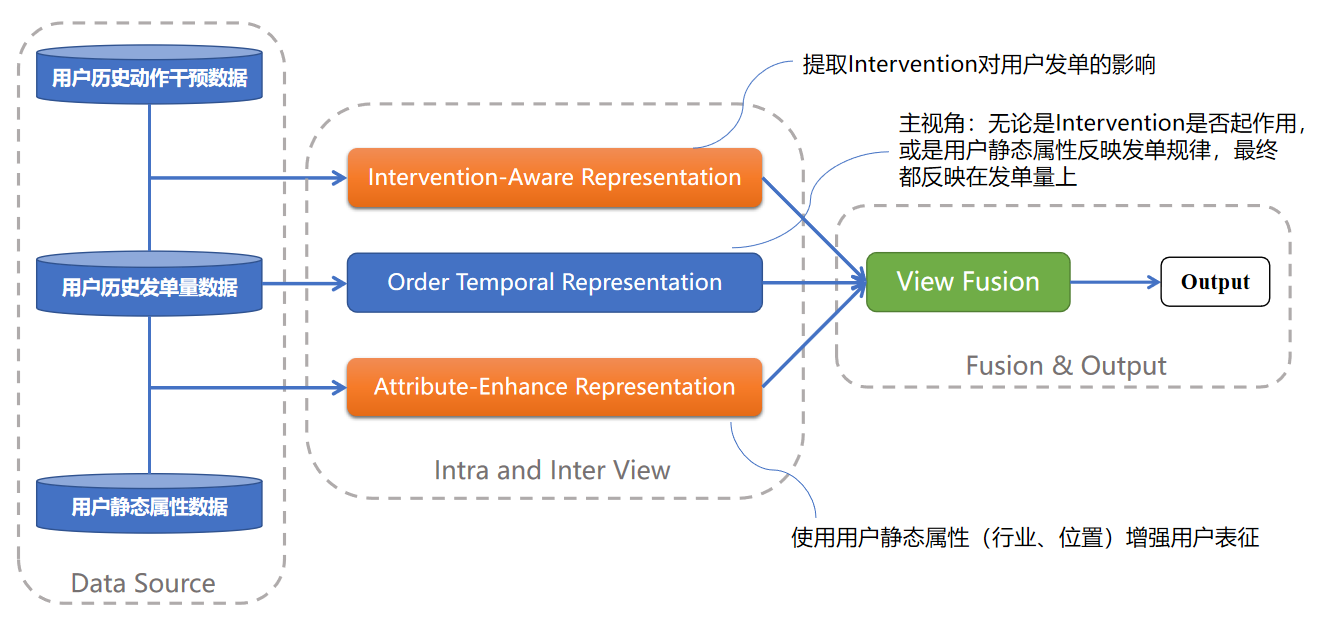 用户历史动作干预数据
用户历史发单量数据
用户静态属性数据
Data Source
Intervention-Aware Representation
Order Temporal Representation
Attribute-Enhance Representation
Intra and Inter View
提取Intervention对用户发单的影响
主视角：无论是Intervention是否起作用，
或是用户静态属性反映发单规律，最终
都反映在发单量上
View Fusion
Output
Fusion & Output
使用用户静态属性（行业、位置）增强用户表征